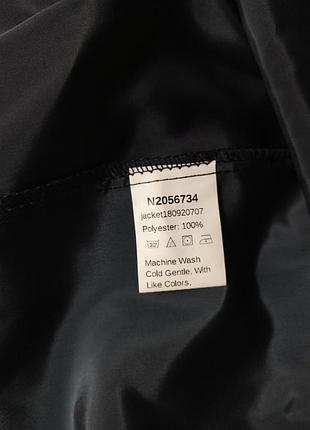 N2056734
jacket180920707
Polyester: 100%
Machine Wash
Cold Gentle. With
Like Colors.